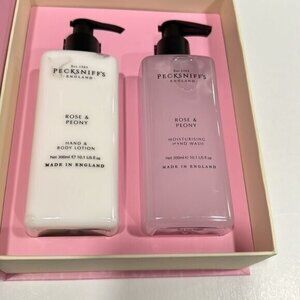 Est 1985
PECKSNIFF'S
ENGLAND
ROSE &
PEONY
HAND &
BODY LOTION
Net 300ml ℮ 10.1 US fl oz
MADE IN ENGLAND
Est 1985
PECKSNIFF'S
ENGLAND
ROSE &
PEONY
MOISTURISING
HAND WASH
Net 300ml ℮ 10.1 US fl oz
MADE IN ENGLAND